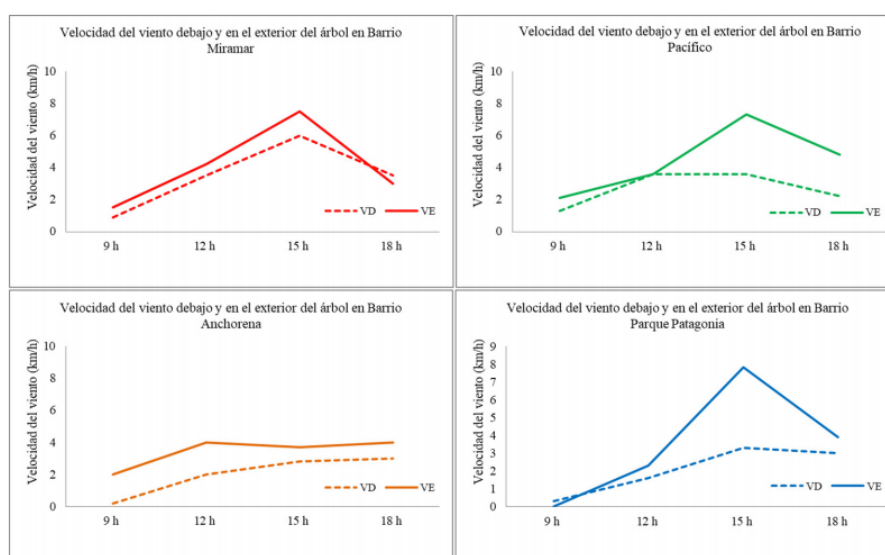 Velocidad del viento debajo y en el exterior del árbol en Barrio
Miramar
Velocidad del viento (km/h)
10
8
6
4
2
0
VD
VE
9 h
12 h
15 h
18 h
Velocidad del viento debajo y en el exterior del árbol en Barrio
Pacífico
Velocidad del viento (km/h)
10
8
6
4
2
0
VD
VE
9 h
12 h
15 h
18 h
Velocidad del viento debajo y en el exterior del árbol en Barrio
Anchorena
Velocidad del viento (km/h)
10
8
6
4
2
0
VD
VE
9 h
12 h
15 h
18 h
Velocidad del viento debajo y en el exterior del árbol en Barrio
Parque Patagonia
Velocidad del viento (km/h)
9
8
7
6
5
4
3
2
1
0
VD
VE
9 h
12 h
15 h
18 h